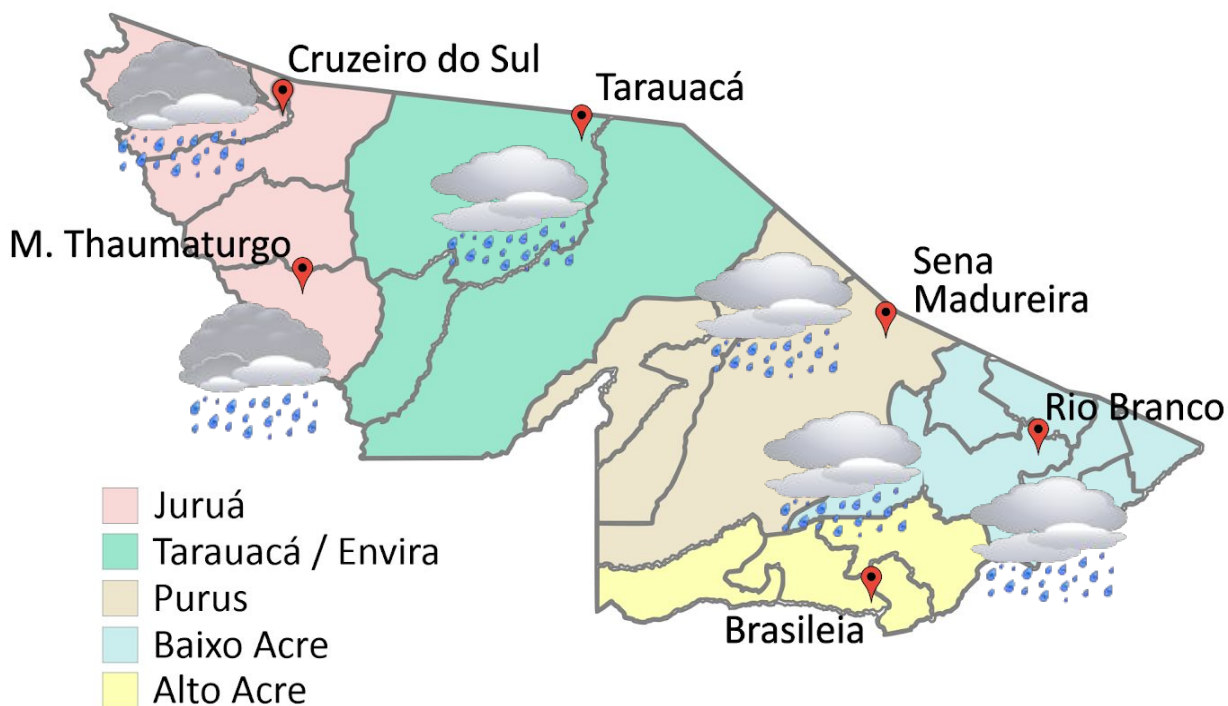 Cruzeiro do Sul
Tarauacá
M. Thaumaturgo
Sena
Madureira
Rio Branco
Brasileia
Juruá
Tarauacá / Envira
Purus
Baixo Acre
Alto Acre